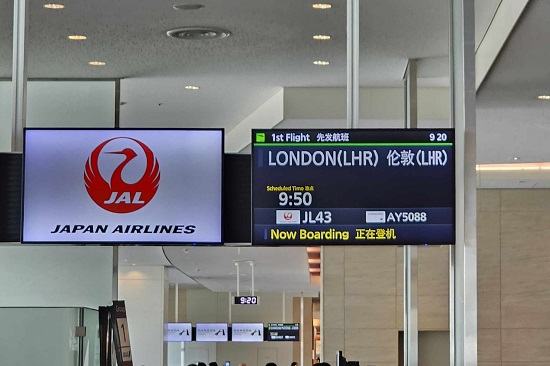 JAL
JAPAN AIRLINES
1st Flight 先发航班 9 20
LONDON(LHR) 伦敦(LHR)
Scheduled Time
9:50
JL43 AY5088
Now Boarding 正在登机
9:20
1